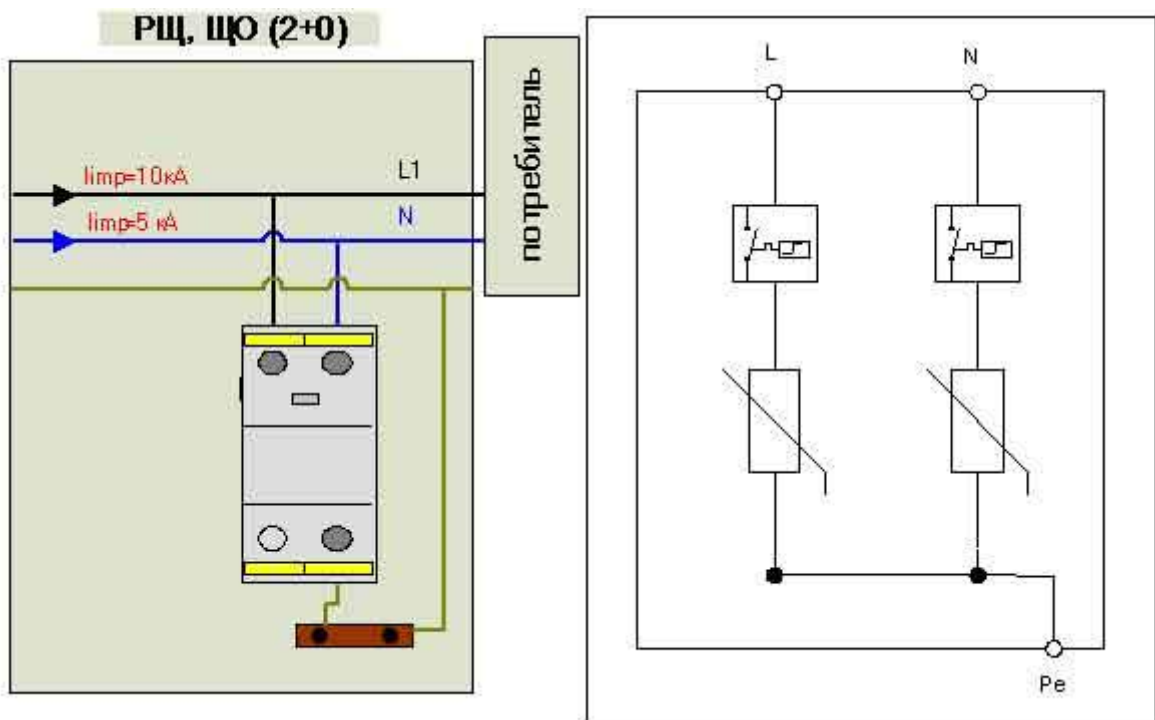 РЩ, ЩО (2+0)
потребитель
Iimp=10кА
L1
Iimp=5 кА
N
L
N
Pe